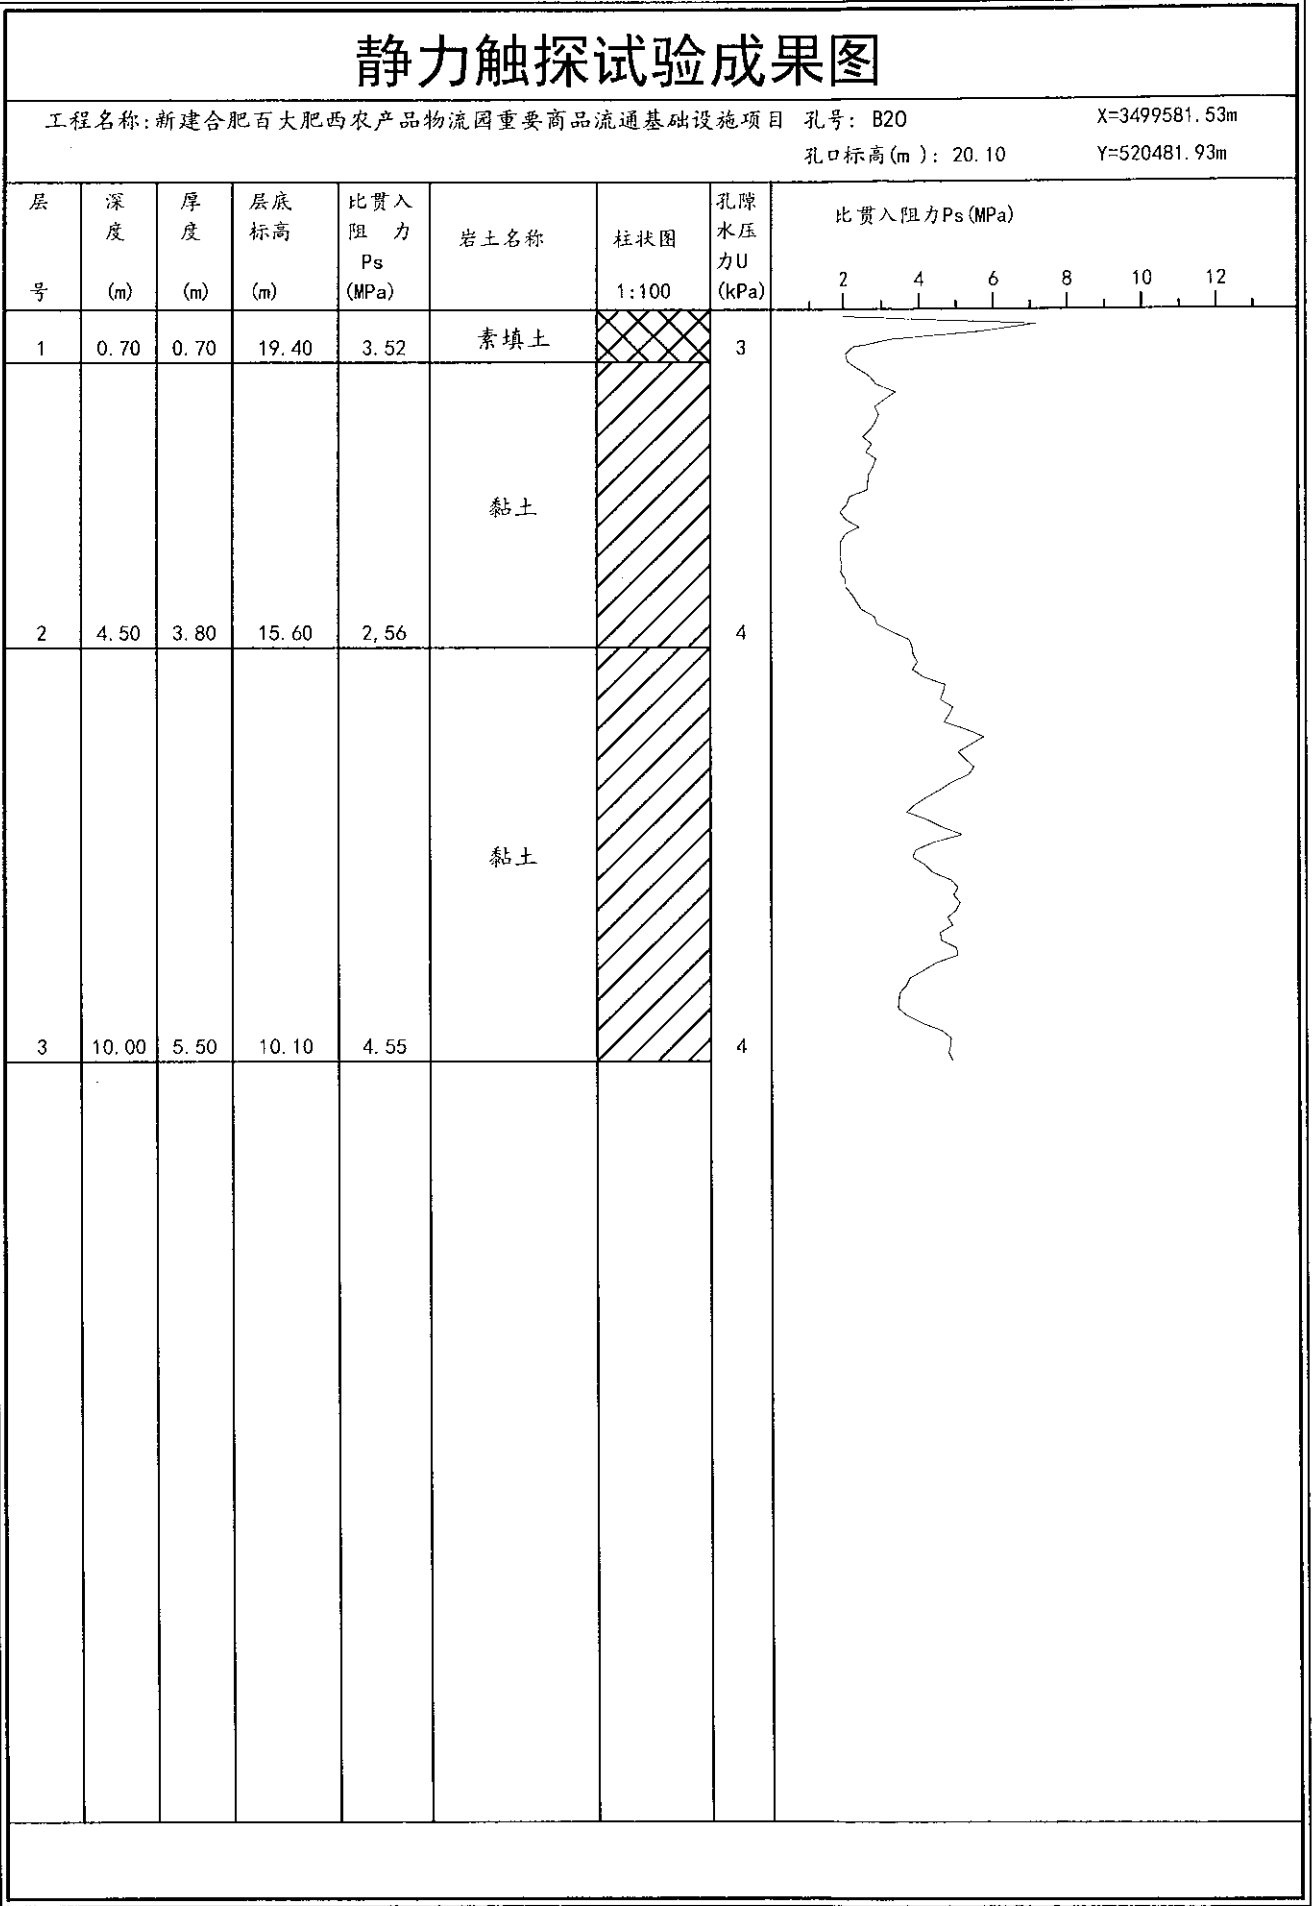 静力触探试验成果图
工程名称:新建合肥百大肥西农产品物流园重要商品流通基础设施项目 孔号: B20 X=3499581.53m
孔口标高(m): 20.10 Y=520481.93m
层号 深度(m) 厚度(m) 层底标高(m) 比贯入阻力Ps(MPa) 岩土名称 柱状图1:100 孔隙水压力U(kPa) 比贯入阻力Ps(MPa)
2 4 6 8 10 12
1 0.70 0.70 19.40 3.52 素填土 3
黏土
2 4.50 3.80 15.60 2,56 4
黏土
3 10.00 5.50 10.10 4.55 4